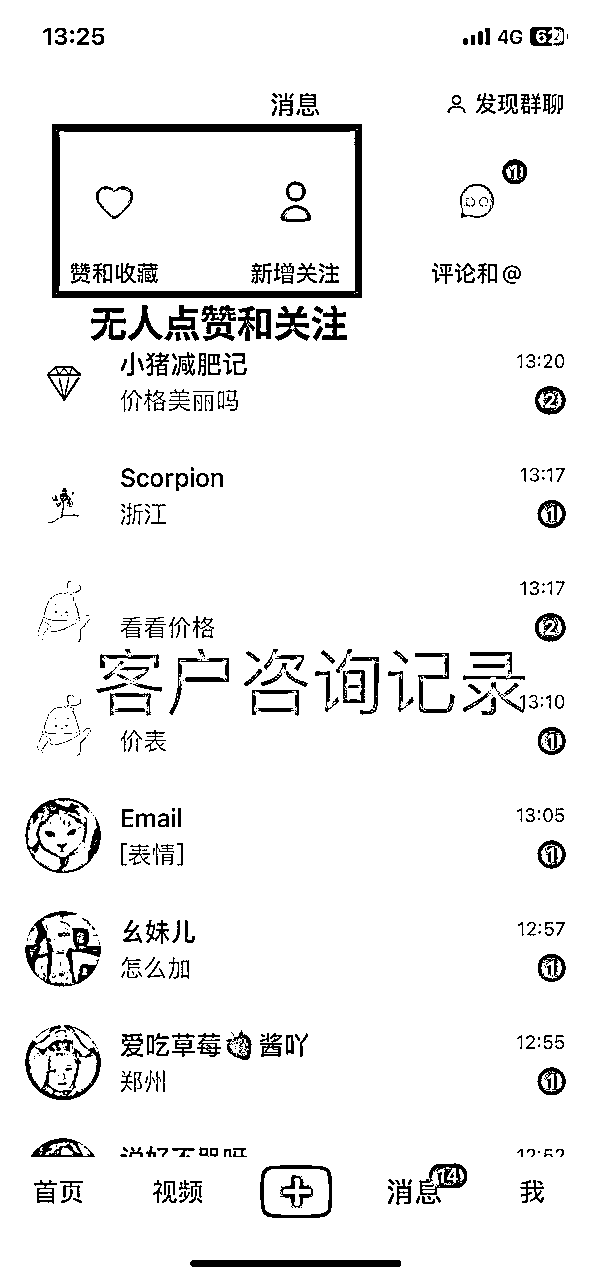 13:25 4G 62
消息 发现群聊
1
赞和收藏 新增关注 评论和@
无人点赞和关注
小猪减肥记 13:20
价格美丽吗 2
Scorpion 13:17
浙江 1
13:17
看看价格 2
客户咨询记录
13:10
价表 1
Email 13:05
[表情] 1
幺妹儿 12:57
怎么加 1
爱吃草莓🍓酱吖 12:55
郑州 1
首页 视频 消息 14 我